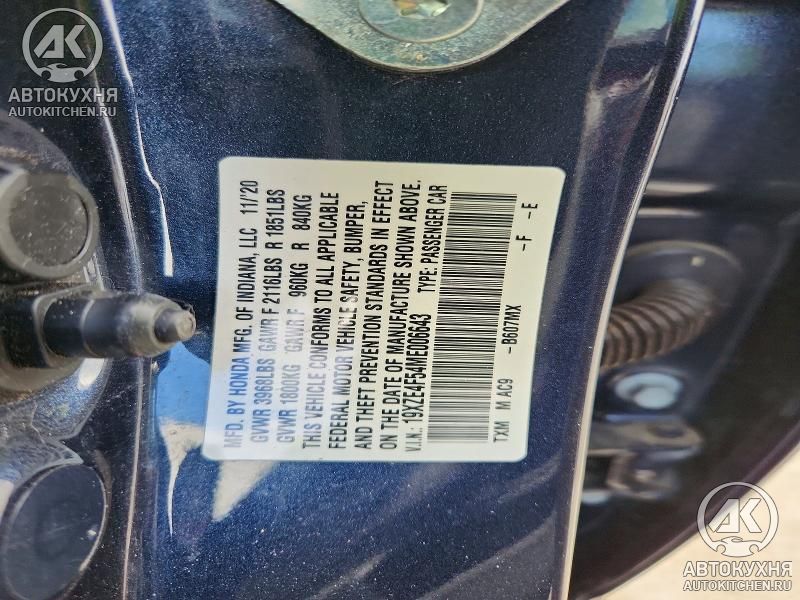 AK
АВТОКУХНЯ
AUTOKITCHEN.RU
MFD. BY HONDA MFG. OF INDIANA, LLC 11/'20
GVWR 3968LBS GAWR F 2116LBS R 1851LBS
GVWR 1800KG GAWR F 960KG R 840KG
THIS VEHICLE CONFORMS TO ALL APPLICABLE
FEDERAL MOTOR VEHICLE SAFETY, BUMPER,
AND THEFT PREVENTION STANDARDS IN EFFECT
ON THE DATE OF MANUFACTURE SHOWN ABOVE.
V.I.N.: 19XZE4F54ME006643 TYPE: PASSENGER CAR
TXM M AC9 -B607MX -F -E
AK
АВТОКУХНЯ
AUTOKITCHEN.RU